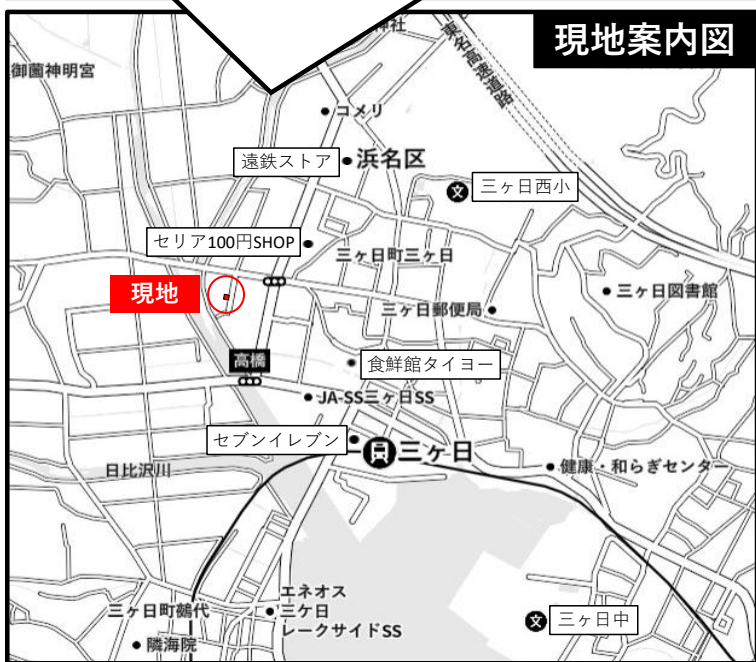 現地案内図
神社
東名高速道路
御薗神明宮
コメリ
遠鉄ストア
浜名区
三ヶ日西小
セリア100円SHOP
三ヶ日町三ヶ日
現地
三ヶ日図書館
三ヶ日郵便局
高橋
食鮮館タイヨー
JA-SS三ヶ日SS
セブンイレブン
三ヶ日
日比沢川
健康・和らぎセンター
エネオス
三ケ日
レークサイドSS
三ヶ日町鵺代
文
三ヶ日中
隣海院
文